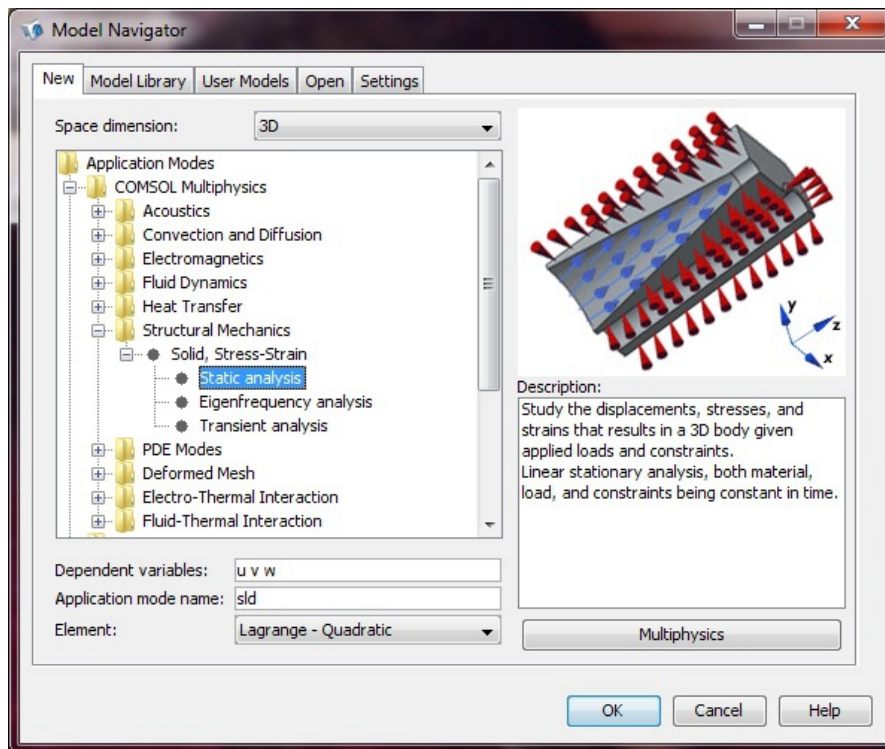 Model Navigator
New Model Library User Models Open Settings
Space dimension: 3D
Application Modes
COMSOL Multiphysics
Acoustics
Convection and Diffusion
Electromagnetics
Fluid Dynamics
Heat Transfer
Structural Mechanics
Solid, Stress-Strain
Static analysis
Eigenfrequency analysis
Transient analysis
PDE Modes
Deformed Mesh
Electro-Thermal Interaction
Fluid-Thermal Interaction
Dependent variables: u v w
Application mode name: sld
Element: Lagrange - Quadratic
y
z
x
Description:
Study the displacements, stresses, and
strains that results in a 3D body given
applied loads and constraints.
Linear stationary analysis, both material,
load, and constraints being constant in time.
Multiphysics
OK Cancel Help